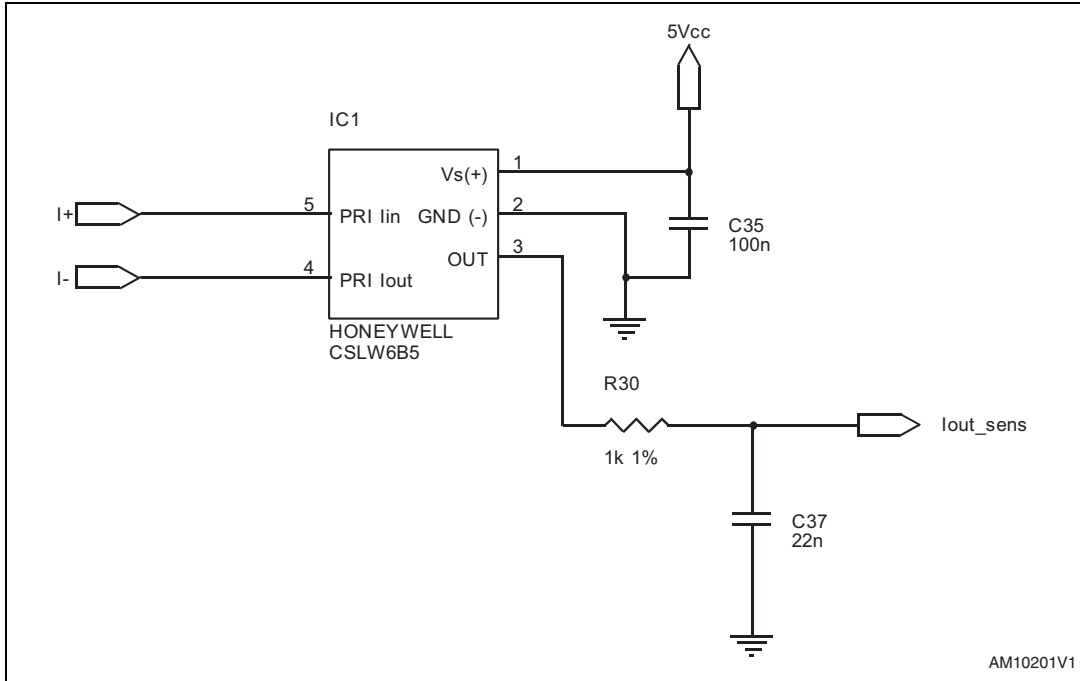 5Vcc
IC1
Vs(+) 1
I+ 5 PRI Iin GND (-) 2
C35
100n
OUT 3
I- 4 PRI Iout
HONEYWELL
CSLW6B5
R30
Iout_sens
1k 1%
C37
22n
AM10201V1